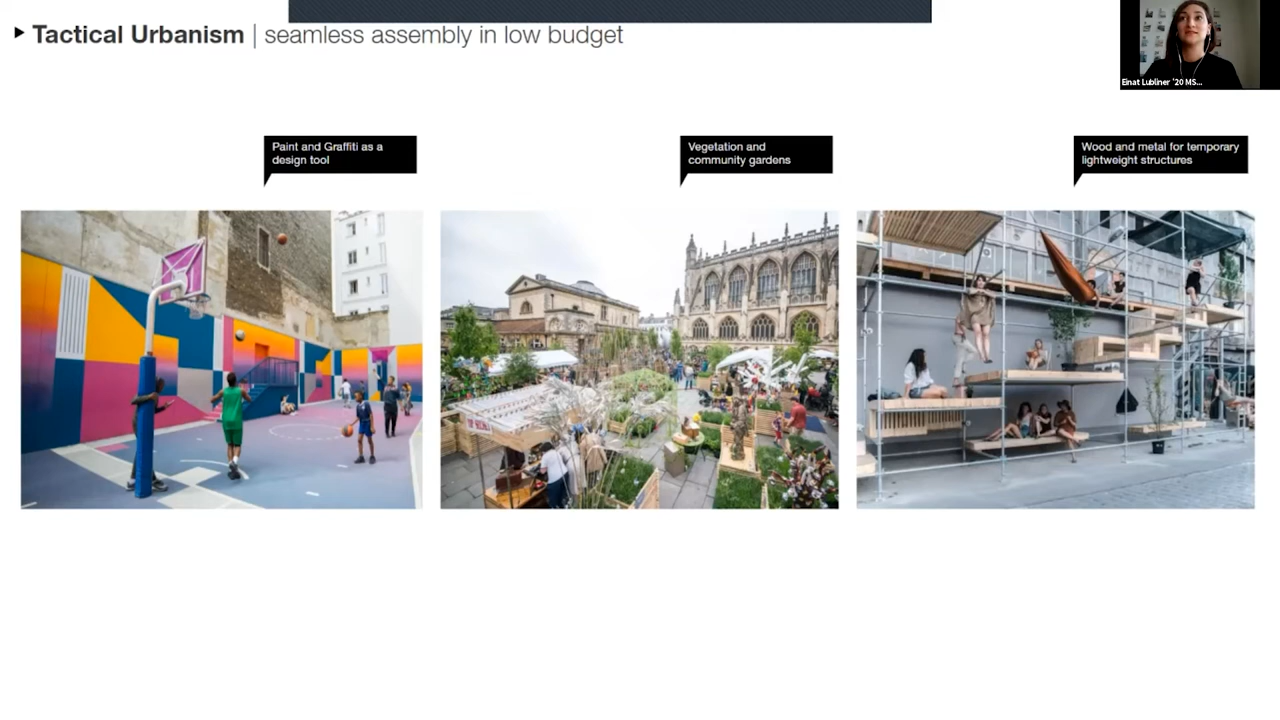 Tactical Urbanism | seamless assembly in low budget
Einat Lubliner '20 MS...
Paint and Graffiti as a
design tool
Vegetation and
community gardens
Wood and metal for temporary
lightweight structures